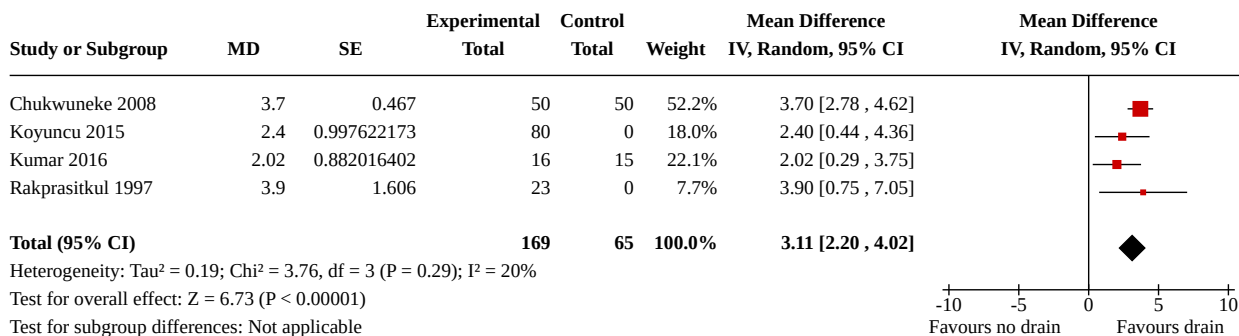 Experimental Control Mean Difference Mean Difference
Study or Subgroup MD SE Total Total Weight IV, Random, 95% CI IV, Random, 95% CI
Chukwuneke 2008 3.7 0.467 50 50 52.2% 3.70 [2.78 , 4.62]
Koyuncu 2015 2.4 0.997622173 80 0 18.0% 2.40 [0.44 , 4.36]
Kumar 2016 2.02 0.882016402 16 15 22.1% 2.02 [0.29 , 3.75]
Rakprasitkul 1997 3.9 1.606 23 0 7.7% 3.90 [0.75 , 7.05]
Total (95% CI) 169 65 100.0% 3.11 [2.20 , 4.02]
Heterogeneity: Tau² = 0.19; Chi² = 3.76, df = 3 (P = 0.29); I² = 20%
Test for overall effect: Z = 6.73 (P < 0.00001)
-10 -5 0 5 10
Test for subgroup differences: Not applicable Favours no drain Favours drain